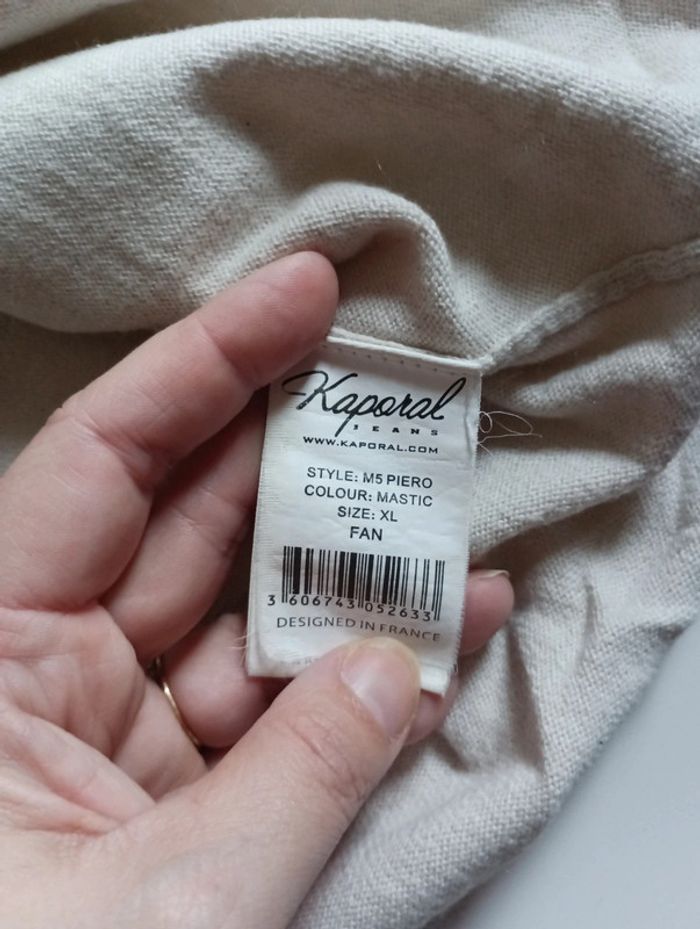 Kaporal
JEANS
WWW.KAPORAL.COM
STYLE: M5 PIERO
COLOUR: MASTIC
SIZE: XL
FAN
3 606743 052633
DESIGNED IN FRANCE